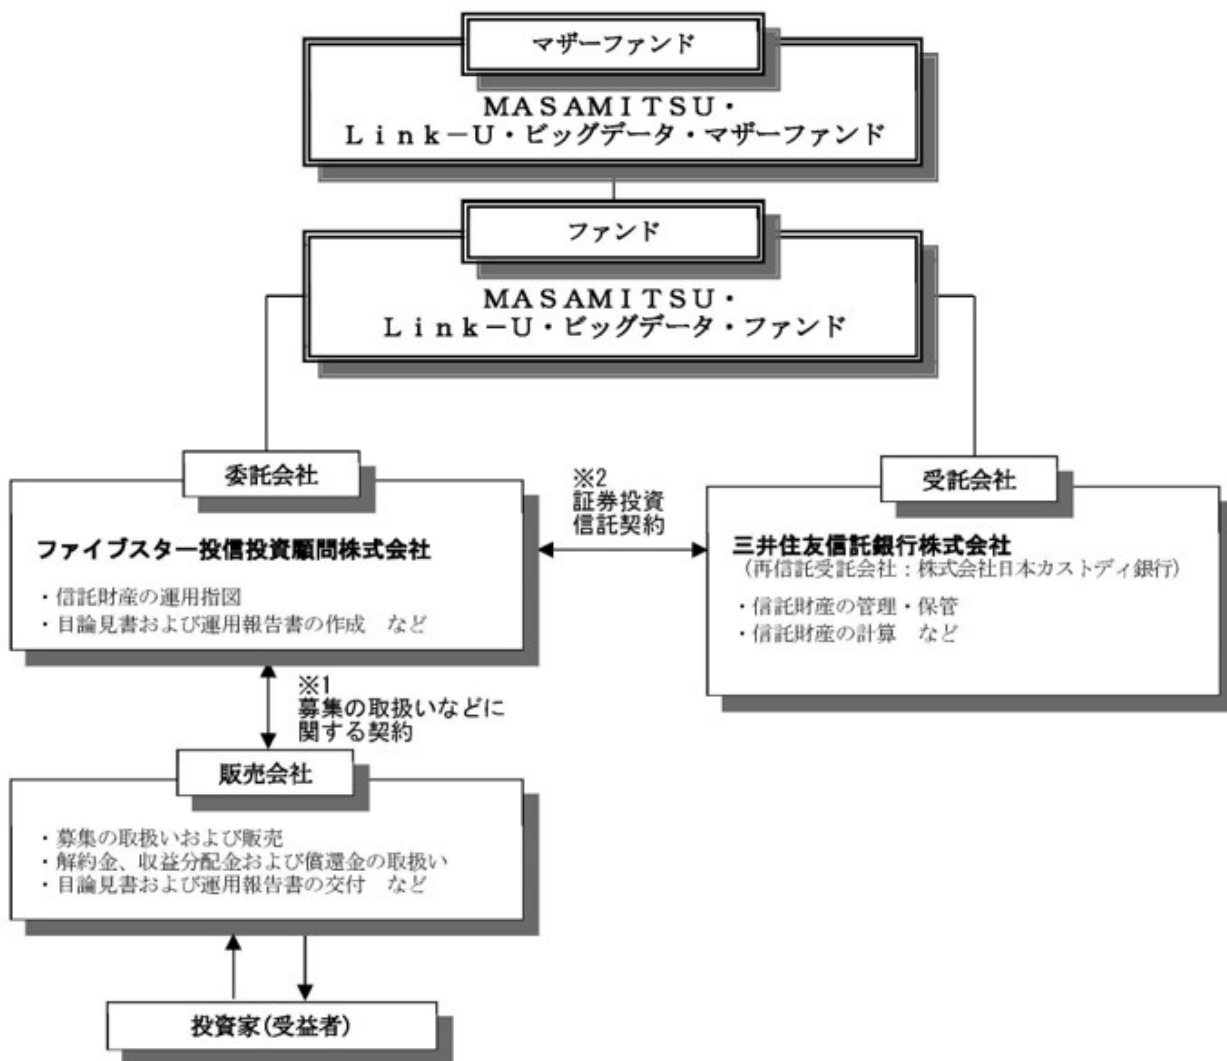 マザーファンド
ＭＡＳＡＭＩＴＳＵ・
Ｌｉｎｋ－Ｕ・ビッグデータ・マザーファンド
ファンド
ＭＡＳＡＭＩＴＳＵ・
Ｌｉｎｋ－Ｕ・ビッグデータ・ファンド
委託会社
ファイブスター投信投資顧問株式会社
・信託財産の運用指図
・目論見書および運用報告書の作成　など
※2
証券投資
信託契約
受託会社
三井住友信託銀行株式会社
（再信託受託会社：株式会社日本カストディ銀行）
・信託財産の管理・保管
・信託財産の計算　など
※1
募集の取扱いなどに
関する契約
販売会社
・募集の取扱いおよび販売
・解約金、収益分配金および償還金の取扱い
・目論見書および運用報告書の交付　など
投資家(受益者)